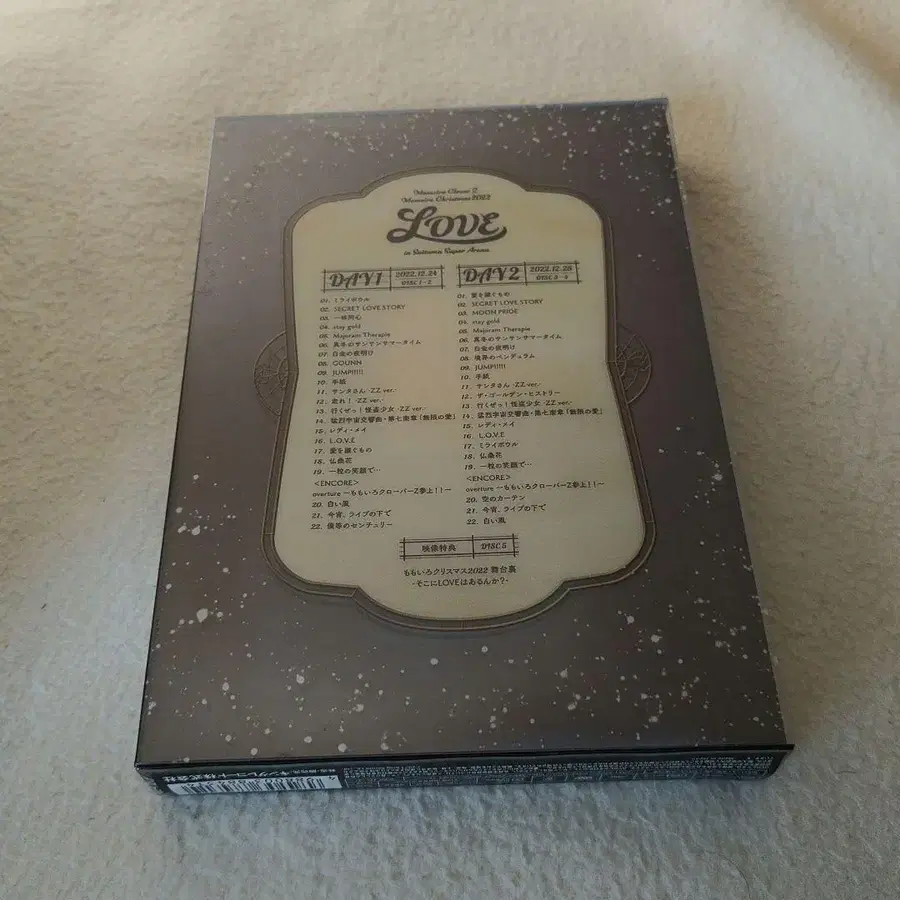 Momoiro Clover Z
Momoiro Christmas 2022
LOVE
in Saitama Super Arena
DAY1 2022.12.24 DISC 1-2
01. ミライボウル
02. SECRET LOVE STORY
03. 一味同心
04. stay gold
05. Majoram Therapie
06. 真冬のサンサンサマータイム
07. 白金の夜明け
08. GOUNN
09. JUMP!!!!!
10. 手紙
11. サンタさん -ZZ ver.-
12. 走れ! -ZZ ver.-
13. 行くぜっ!怪盗少女 -ZZ ver.-
14. 猛烈宇宙交響曲・第七楽章「無限の愛」
15. レディ・メイ
16. L.O.V.E
17. 愛を継ぐもの
18. 仏桑花
19. 一粒の笑顔で…
<ENCORE>
overture 〜ももいろクローバーZ参上!!〜
20. 白い風
21. 今宵、ライブの下で
22. 僕等のセンチュリー
DAY2 2022.12.25 DISC 3-4
01. 愛を継ぐもの
02. SECRET LOVE STORY
03. MOON PRIDE
04. stay gold
05. Majoram Therapie
06. 真冬のサンサンサマータイム
07. 白金の夜明け
08. 境界のペンデュラム
09. JUMP!!!!!
10. 手紙
11. サンタさん -ZZ ver.-
12. ザ・ゴールデン・ヒストリー
13. 行くぜっ!怪盗少女 -ZZ ver.-
14. 猛烈宇宙交響曲・第七楽章「無限の愛」
15. レディ・メイ
16. L.O.V.E
17. ミライボウル
18. 仏桑花
19. 一粒の笑顔で…
<ENCORE>
overture 〜ももいろクローバーZ参上!!〜
20. 空のカーテン
21. 今宵、ライブの下で
22. 白い風
映像特典 DISC 5
ももいろクリスマス2022 舞台裏
-そこにLOVEはあるんか?-
キングレコード株式会社